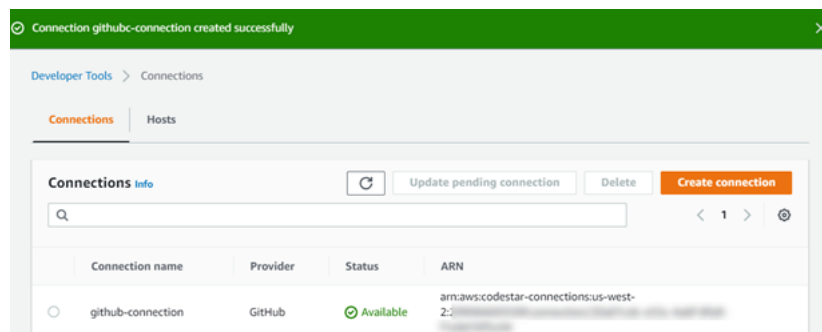 Connection githubc-connection created successfully
Developer Tools > Connections
Connections Hosts
Connections Info Update pending connection Delete Create connection
< 1 >
Connection name Provider Status ARN
github-connection GitHub Available arn:aws:codestar-connections:us-west-
2: